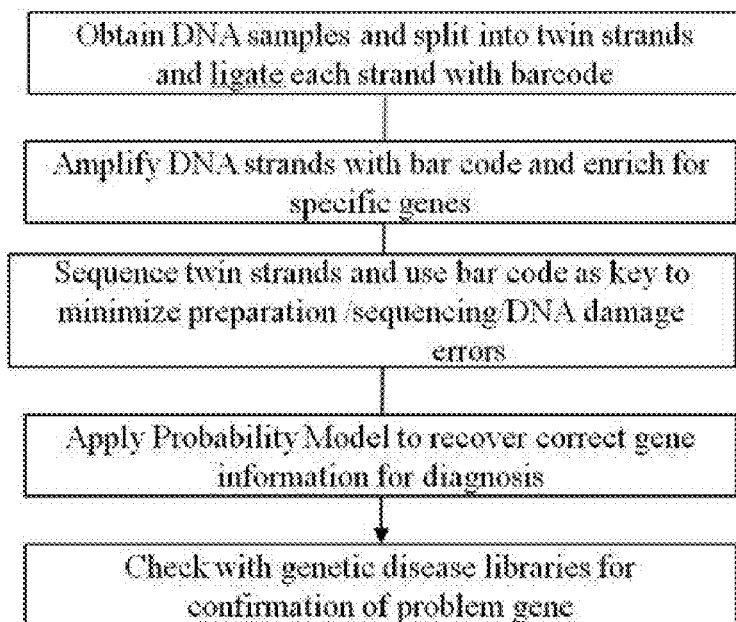 Obtain DNA samples and split into twin strands
and ligate each strand with barcode
Amplify DNA strands with bar code and enrich for
specific genes
Sequence twin strands and use bar code as key to
minimize preparation /sequencing/DNA damage
errors
Apply Probability Model to recover correct gene
information for diagnosis
Check with genetic disease libraries for
confirmation of problem gene